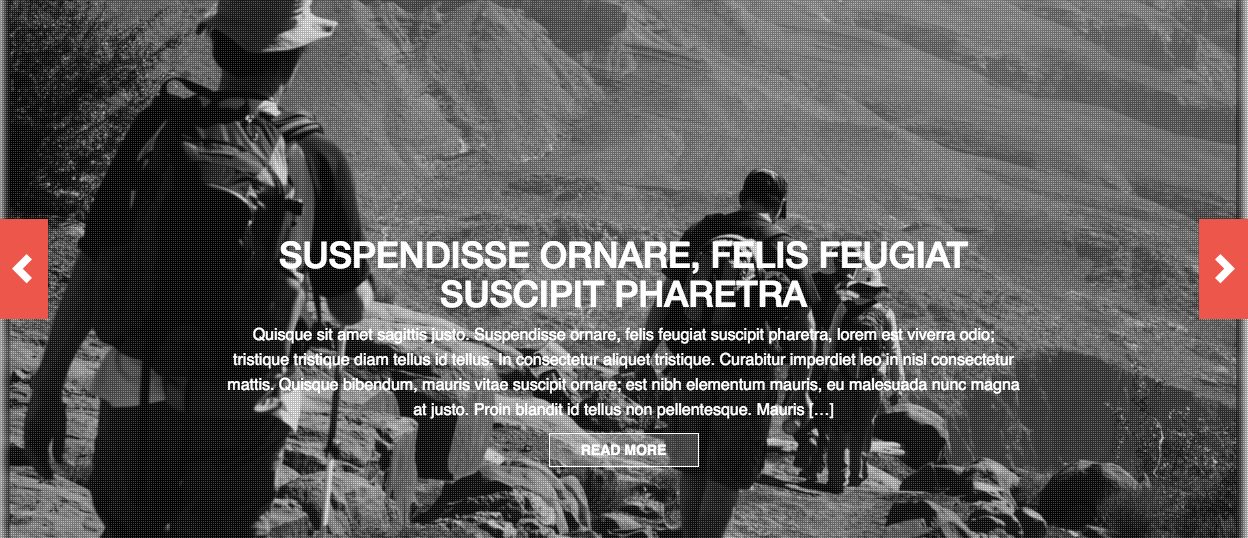 SUSPENDISSE ORNARE, FELIS FEUGIAT
SUSCIPIT PHARETRA
Quisque sit amet sagittis justo. Suspendisse ornare, felis feugiat suscipit pharetra, lorem est viverra odio;
tristique tristique diam tellus id tellus. In consectetur aliquet tristique. Curabitur imperdiet leo in nisl consectetur
mattis. Quisque bibendum, mauris vitae suscipit ornare; est nibh elementum mauris, eu malesuada nunc magna
at justo. Proin blandit id tellus non pellentesque. Mauris […]
READ MORE